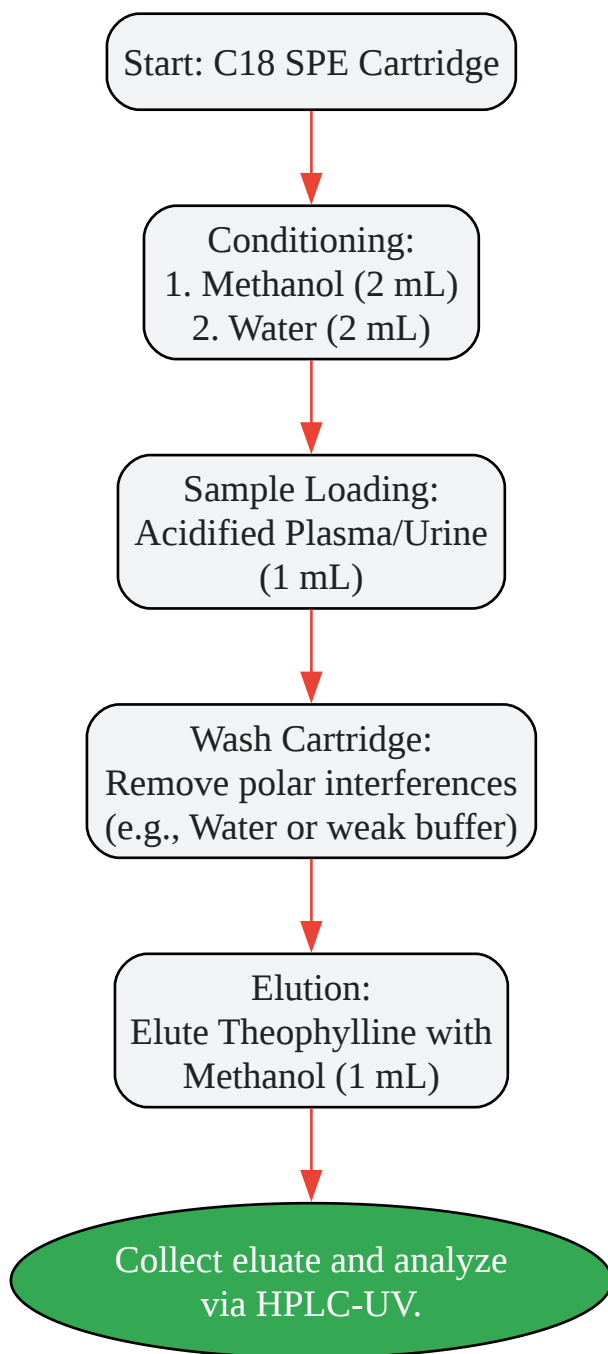 Start: C18 SPE Cartridge
Conditioning:
1. Methanol (2 mL)
2. Water (2 mL)
Sample Loading:
Acidified Plasma/Urine
(1 mL)
Wash Cartridge:
Remove polar interferences
(e.g., Water or weak buffer)
Elution:
Elute Theophylline with
Methanol (1 mL)
Collect eluate and analyze
via HPLC-UV.